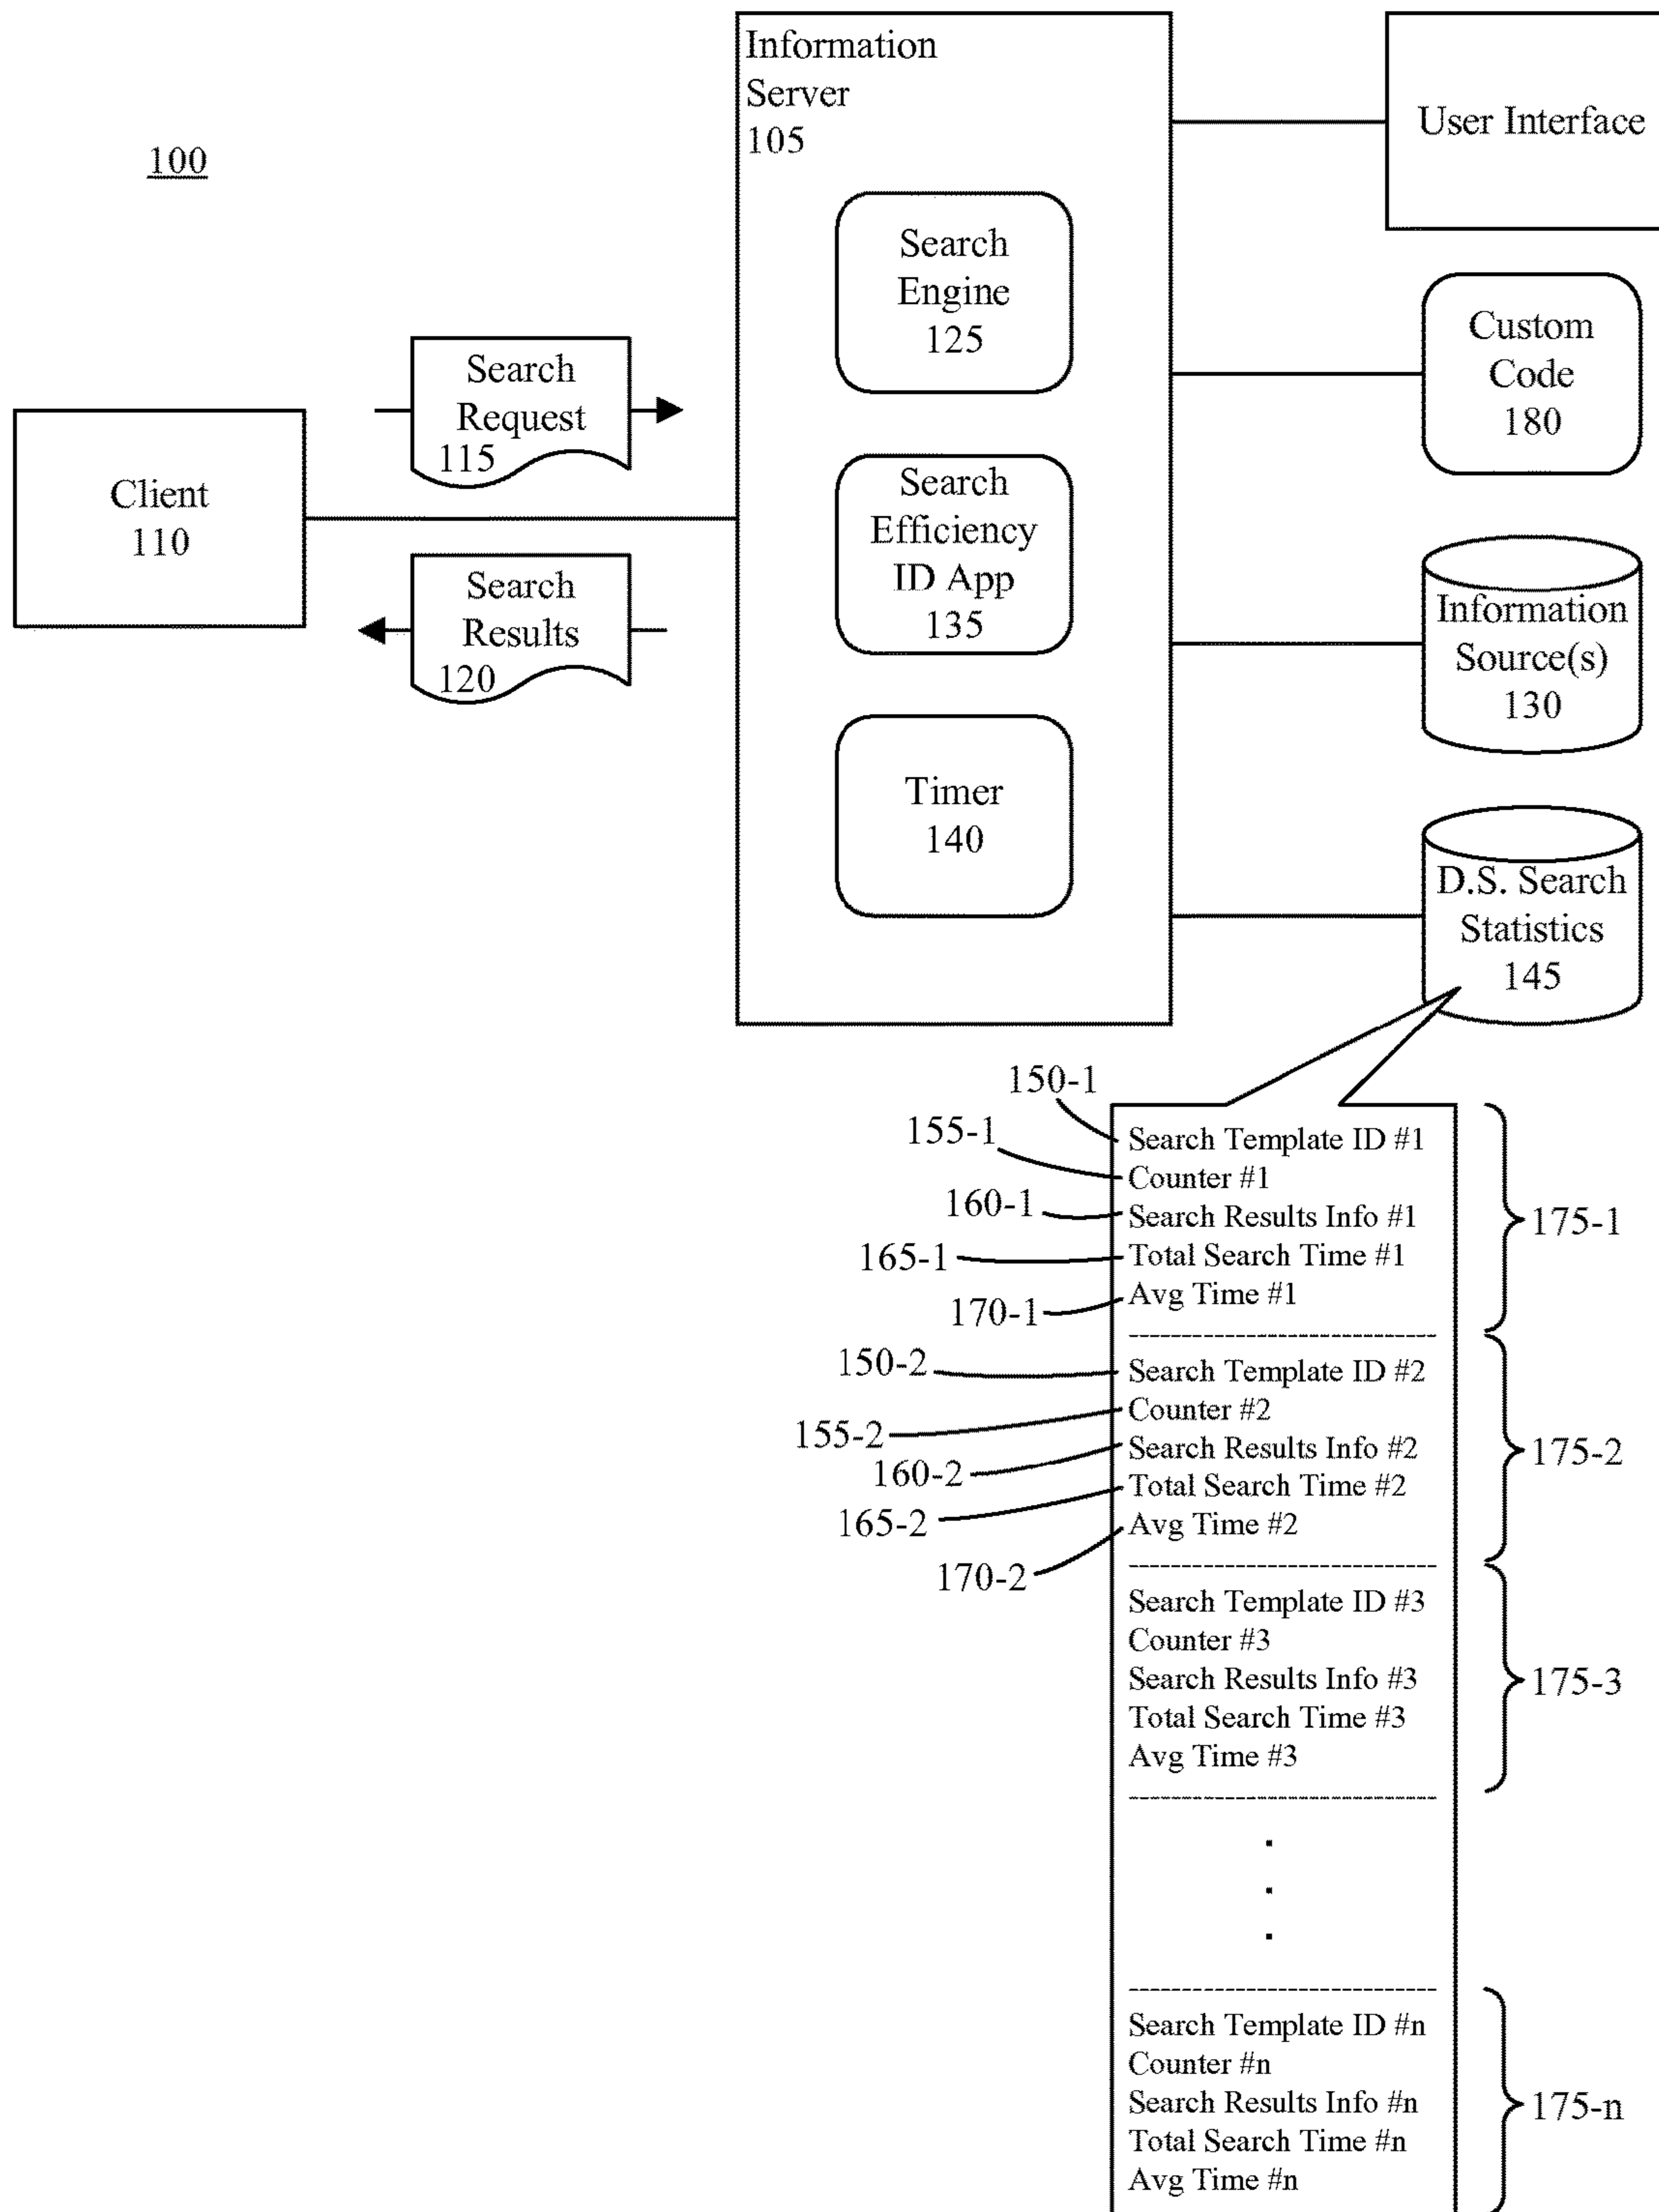 100
Information
Server
105
Search
Engine
125
Search
Efficiency
ID App
135
Timer
140
Client
110
Search
Request
115
Search
Results
120
User Interface
Custom
Code
180
Information
Source(s)
130
D.S. Search
Statistics
145
150-1
155-1
160-1
165-1
170-1
150-2
155-2
160-2
165-2
170-2
Search Template ID #1
Counter #1
Search Results Info #1
Total Search Time #1
Avg Time #1
Search Template ID #2
Counter #2
Search Results Info #2
Total Search Time #2
Avg Time #2
Search Template ID #3
Counter #3
Search Results Info #3
Total Search Time #3
Avg Time #3
.
.
.
Search Template ID #n
Counter #n
Search Results Info #n
Total Search Time #n
Avg Time #n
175-1
175-2
175-3
175-n